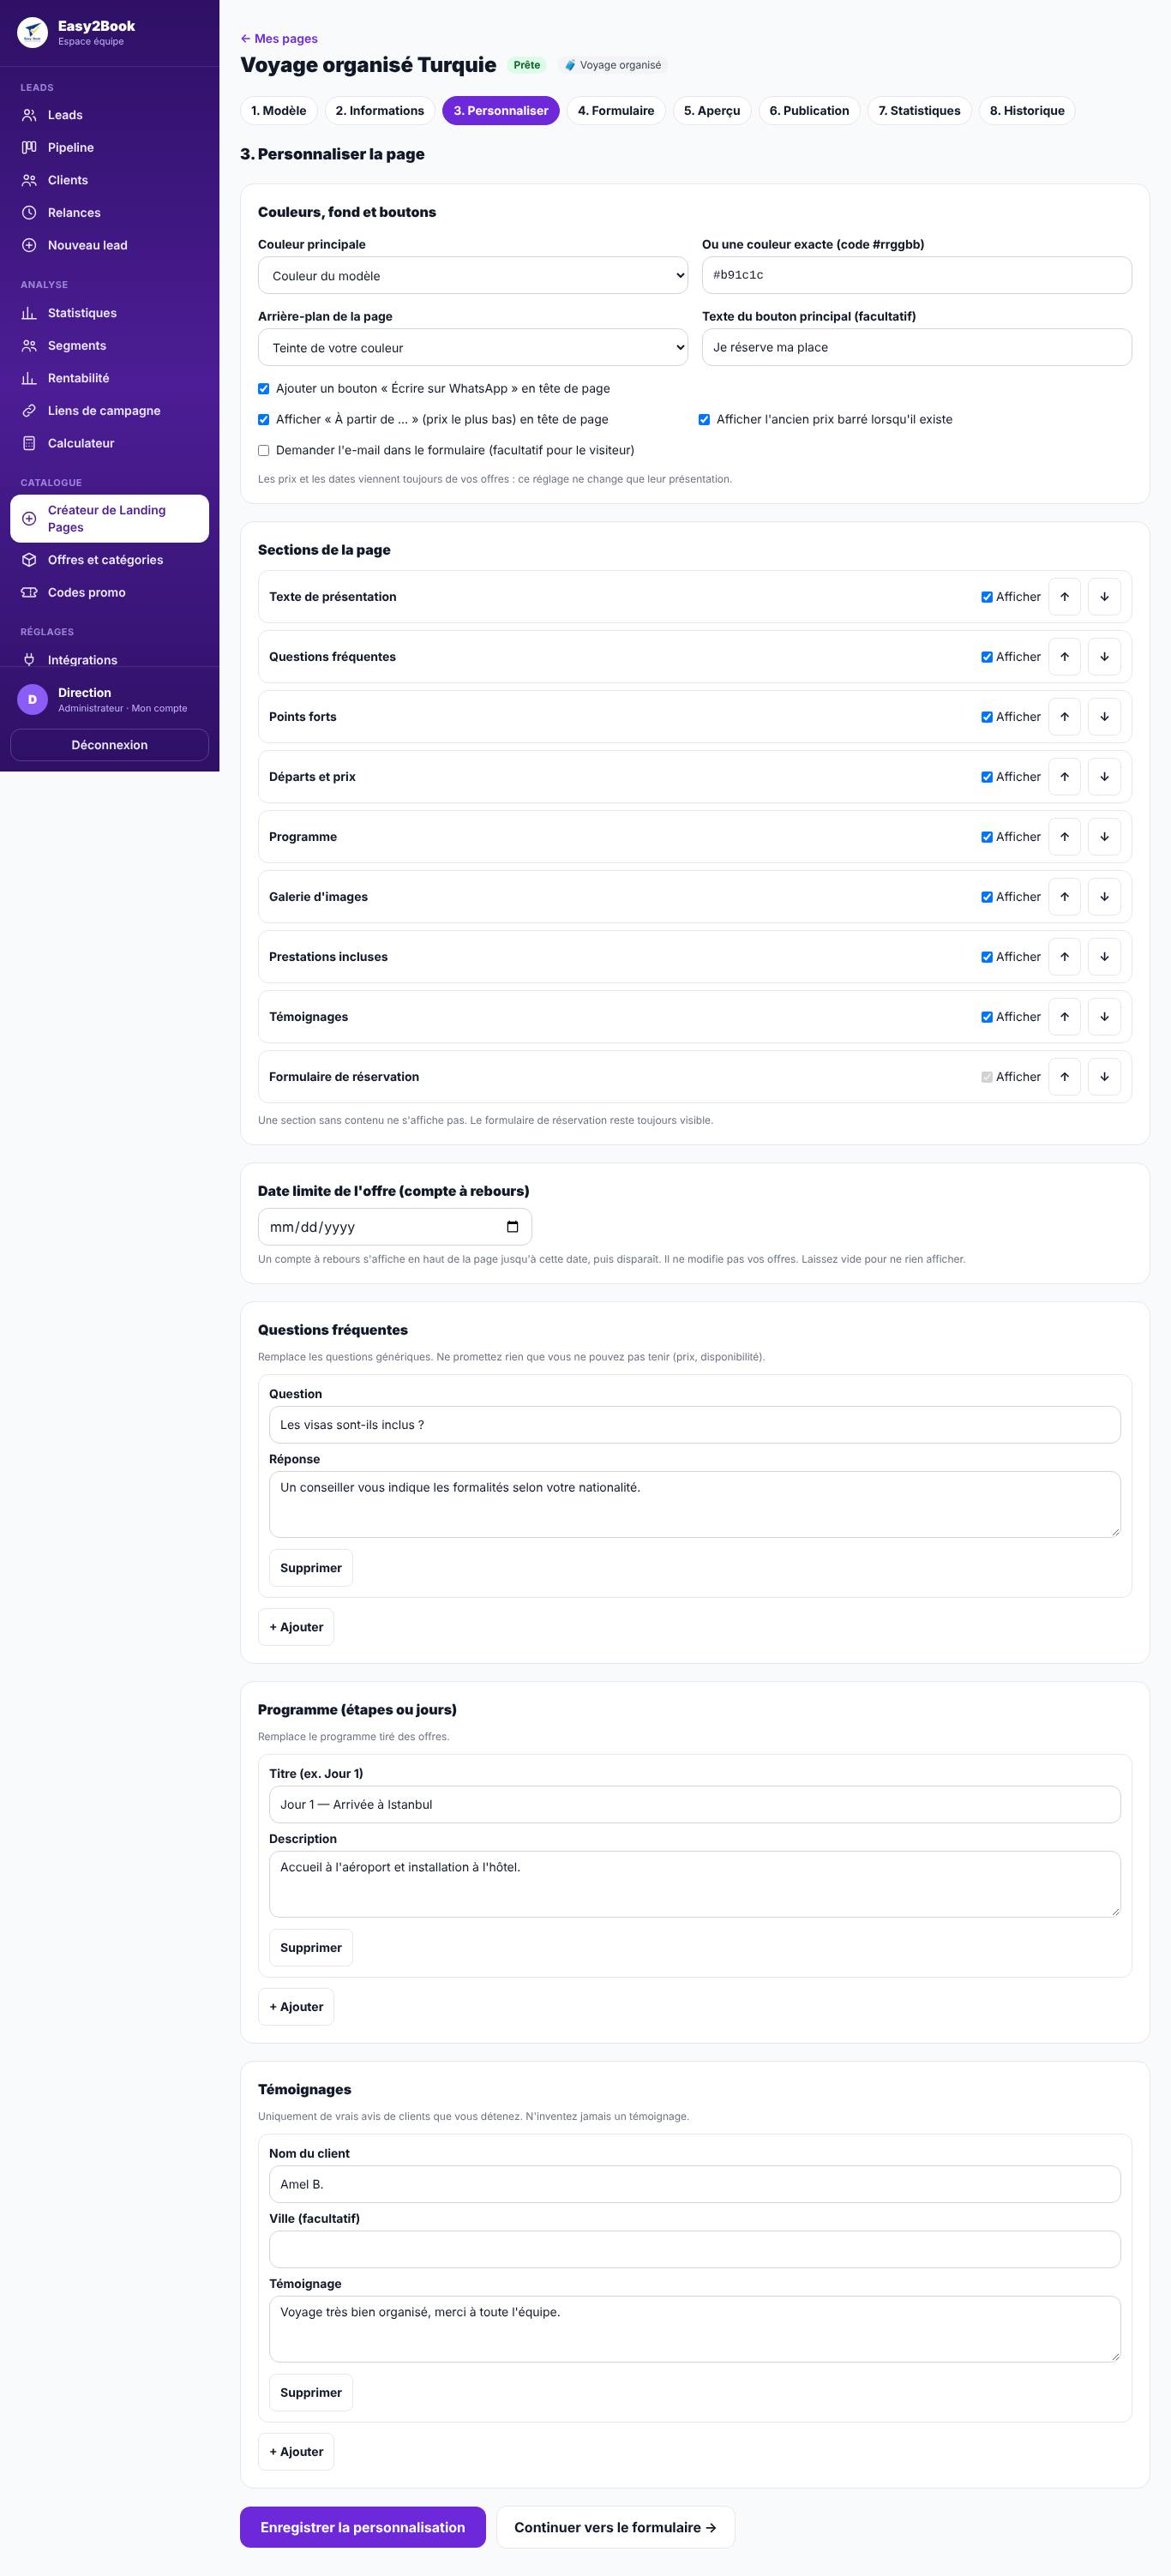 Easy2Book
Espace équipe
LEADS
Leads
Pipeline
Clients
Relances
Nouveau lead
ANALYSE
Statistiques
Segments
Rentabilité
Liens de campagne
Calculateur
CATALOGUE
Créateur de Landing
Pages
Offres et catégories
Codes promo
RÉGLAGES
Intégrations
D
Direction
Administrateur · Mon compte
Déconnexion
← Mes pages
Voyage organisé Turquie Prête Voyage organisé
1. Modèle 2. Informations 3. Personnaliser 4. Formulaire 5. Aperçu 6. Publication 7. Statistiques 8. Historique
3. Personnaliser la page
Couleurs, fond et boutons
Couleur principale Ou une couleur exacte (code #rrggbb)
Couleur du modèle #b91c1c
Arrière-plan de la page Texte du bouton principal (facultatif)
Teinte de votre couleur Je réserve ma place
Ajouter un bouton « Écrire sur WhatsApp » en tête de page
Afficher « À partir de … » (prix le plus bas) en tête de page Afficher l'ancien prix barré lorsqu'il existe
Demander l'e-mail dans le formulaire (facultatif pour le visiteur)
Les prix et les dates viennent toujours de vos offres : ce réglage ne change que leur présentation.
Sections de la page
Texte de présentation Afficher ↑ ↓
Questions fréquentes Afficher ↑ ↓
Points forts Afficher ↑ ↓
Départs et prix Afficher ↑ ↓
Programme Afficher ↑ ↓
Galerie d'images Afficher ↑ ↓
Prestations incluses Afficher ↑ ↓
Témoignages Afficher ↑ ↓
Formulaire de réservation Afficher ↑ ↓
Une section sans contenu ne s'affiche pas. Le formulaire de réservation reste toujours visible.
Date limite de l'offre (compte à rebours)
mm/dd/yyyy
Un compte à rebours s'affiche en haut de la page jusqu'à cette date, puis disparaît. Il ne modifie pas vos offres. Laissez vide pour ne rien afficher.
Questions fréquentes
Remplace les questions génériques. Ne promettez rien que vous ne pouvez pas tenir (prix, disponibilité).
Question
Les visas sont-ils inclus ?
Réponse
Un conseiller vous indique les formalités selon votre nationalité.
Supprimer
+ Ajouter
Programme (étapes ou jours)
Remplace le programme tiré des offres.
Titre (ex. Jour 1)
Jour 1 — Arrivée à Istanbul
Description
Accueil à l'aéroport et installation à l'hôtel.
Supprimer
+ Ajouter
Témoignages
Uniquement de vrais avis de clients que vous détenez. N'inventez jamais un témoignage.
Nom du client
Amel B.
Ville (facultatif)
Témoignage
Voyage très bien organisé, merci à toute l'équipe.
Supprimer
+ Ajouter
Enregistrer la personnalisation Continuer vers le formulaire →